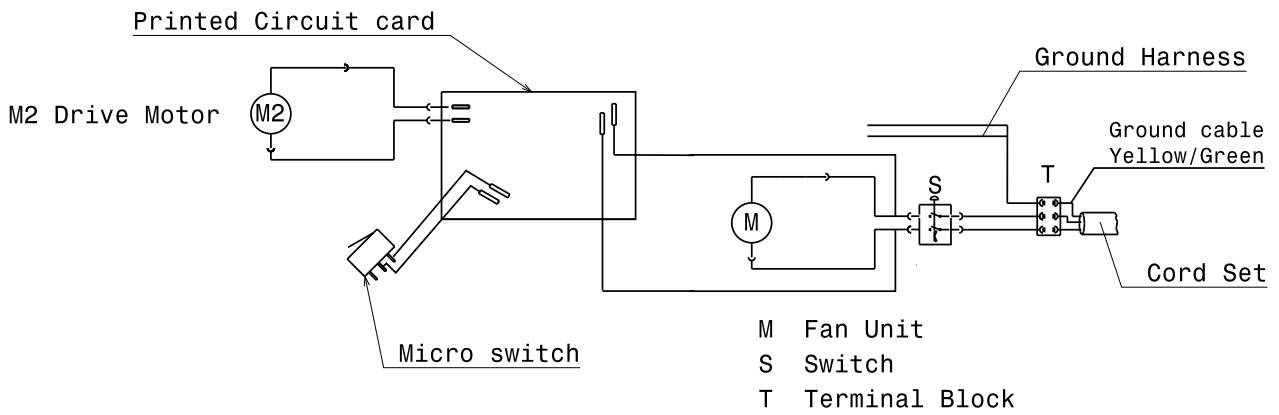 Printed Circuit card
Ground Harness
M2 Drive Motor
M2
Ground cable
Yellow/Green
T
S
M
Cord Set
Micro switch
M Fan Unit
S Switch
T Terminal Block